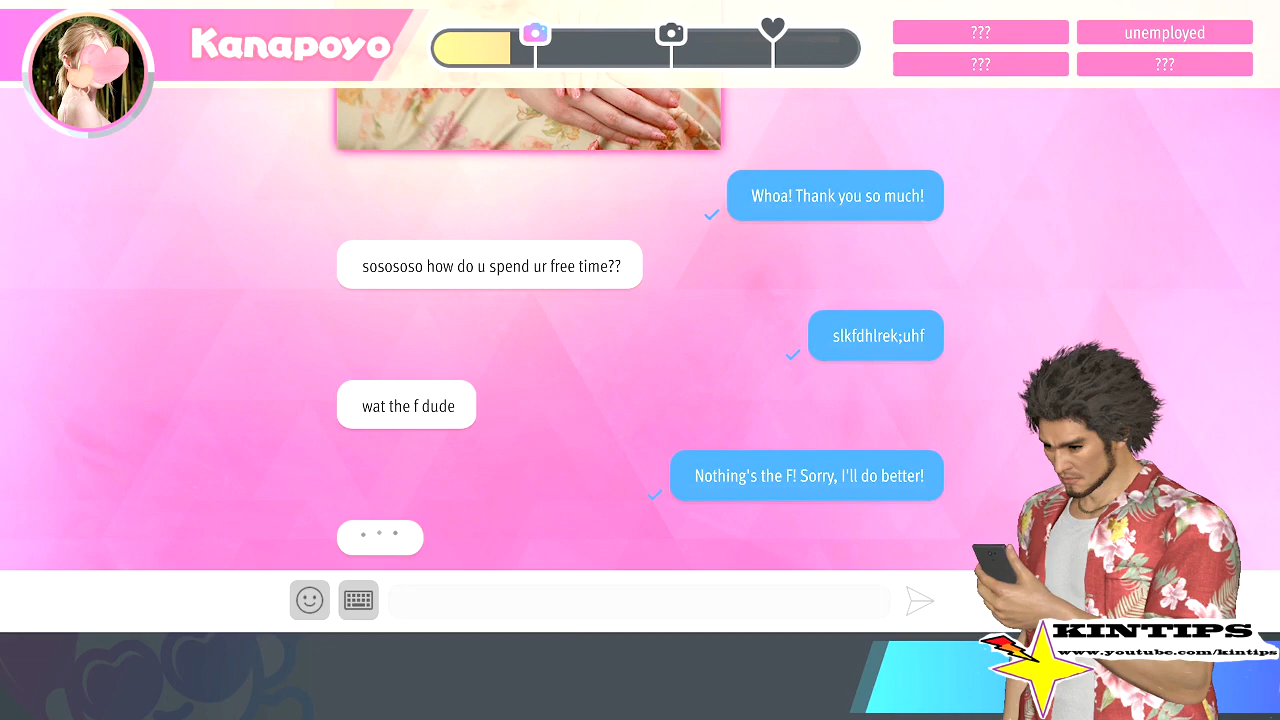 Kanapoyo
???
unemployed
???
???
Whoa! Thank you so much!
sosososo how do u spend ur free time??
slkfdhlrek;uhf
wat the f dude
Nothing's the F! Sorry, I'll do better!
KINTIPS
www.youtube.com/kintips